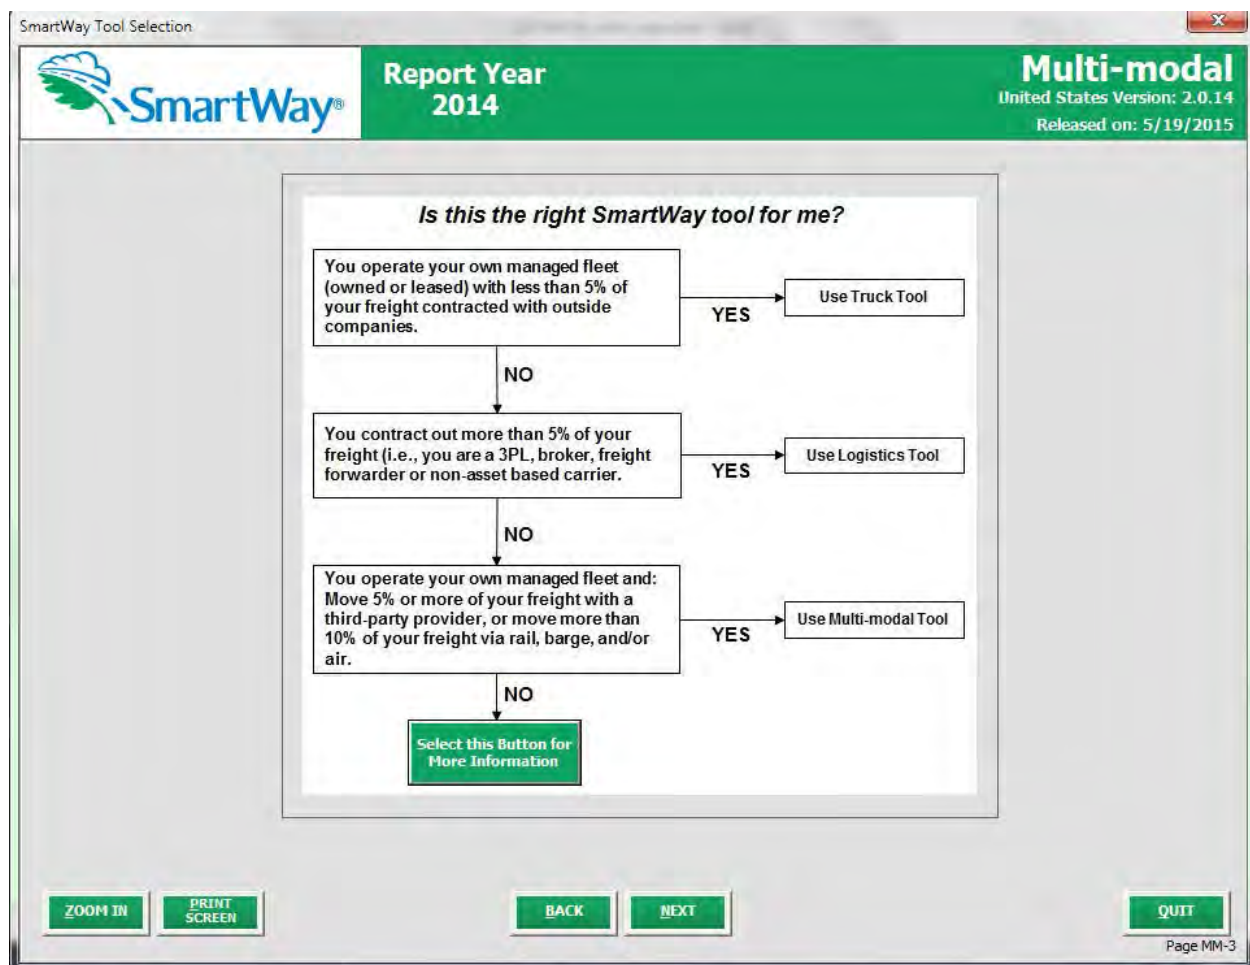 SmartWay Tool Selection
SmartWay®
Report Year
2014
Multi-modal
United States Version: 2.0.14
Released on: 5/19/2015
Is this the right SmartWay tool for me?
You operate your own managed fleet
(owned or leased) with less than 5% of
your freight contracted with outside
companies.
YES
Use Truck Tool
NO
You contract out more than 5% of your
freight (i.e., you are a 3PL, broker, freight
forwarder or non-asset based carrier.
YES
Use Logistics Tool
NO
You operate your own managed fleet and:
Move 5% or more of your freight with a
third-party provider, or move more than
10% of your freight via rail, barge, and/or
air.
YES
Use Multi-modal Tool
NO
Select this Button for
More Information
ZOOM IN
PRINT
SCREEN
BACK
NEXT
QUIT
Page MM-3